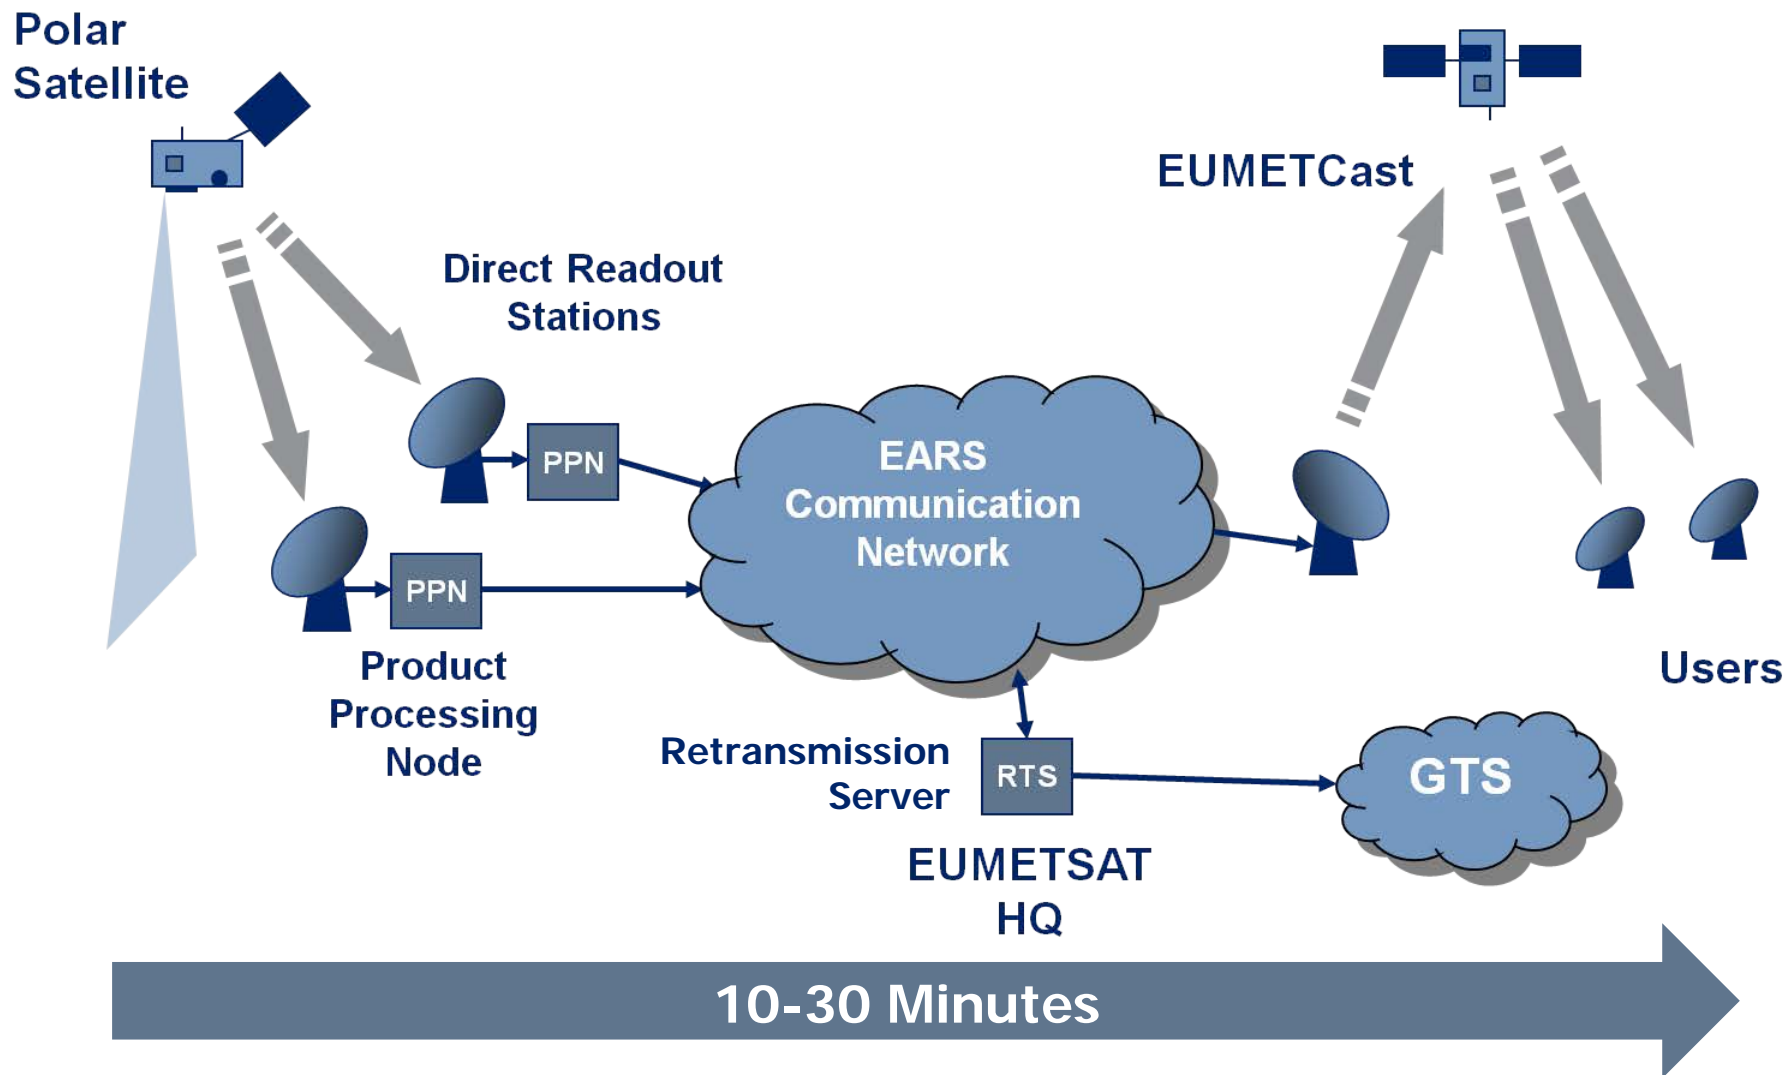 Polar
Satellite
EUMETCast
Direct Readout
Stations
PPN
EARS
Communication
Network
PPN
Product
Processing
Node
Users
Retransmission
Server
RTS
GTS
EUMETSAT
HQ
10-30 Minutes